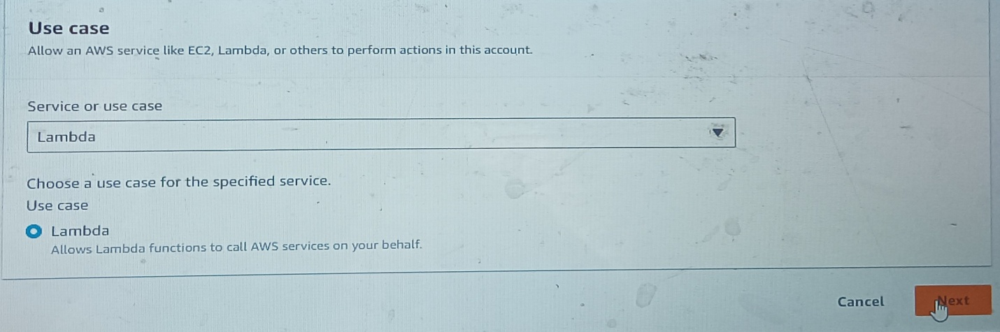 Use case
Allow an AWS service like EC2, Lambda, or others to perform actions in this account.
Service or use case
Lambda
Choose a use case for the specified service.
Use case
Lambda
Allows Lambda functions to call AWS services on your behalf.
Cancel
Next